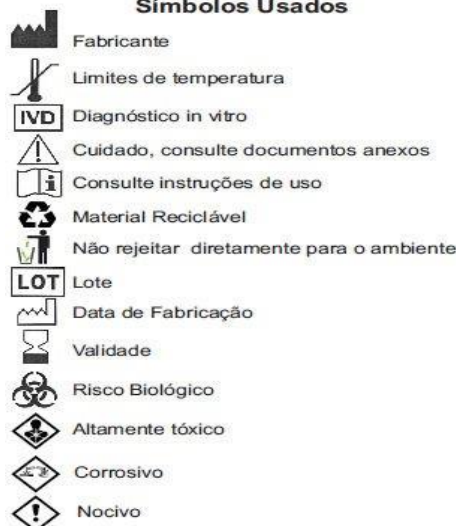 Símbolos Usados
Fabricante
Limites de temperatura
IVD Diagnóstico in vitro
Cuidado, consulte documentos anexos
i Consulte instruções de uso
Material Reciclável
Não rejeitar diretamente para o ambiente
LOT Lote
Data de Fabricação
Validade
Risco Biológico
Altamente tóxico
Corrosivo
Nocivo